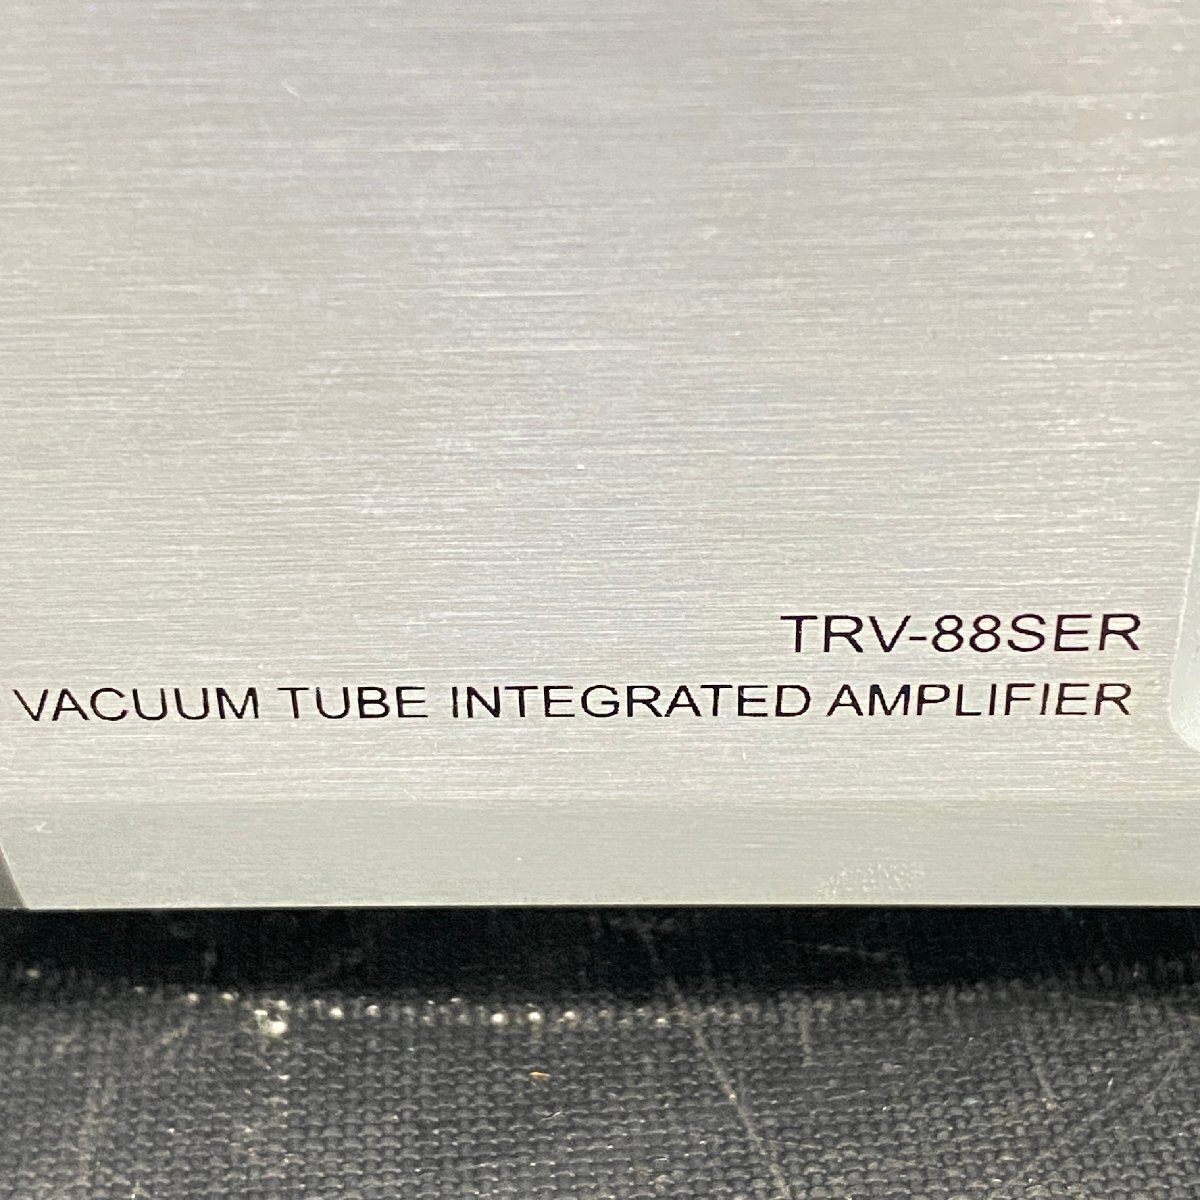 TRV-88SER
VACUUM TUBE INTEGRATED AMPLIFIER